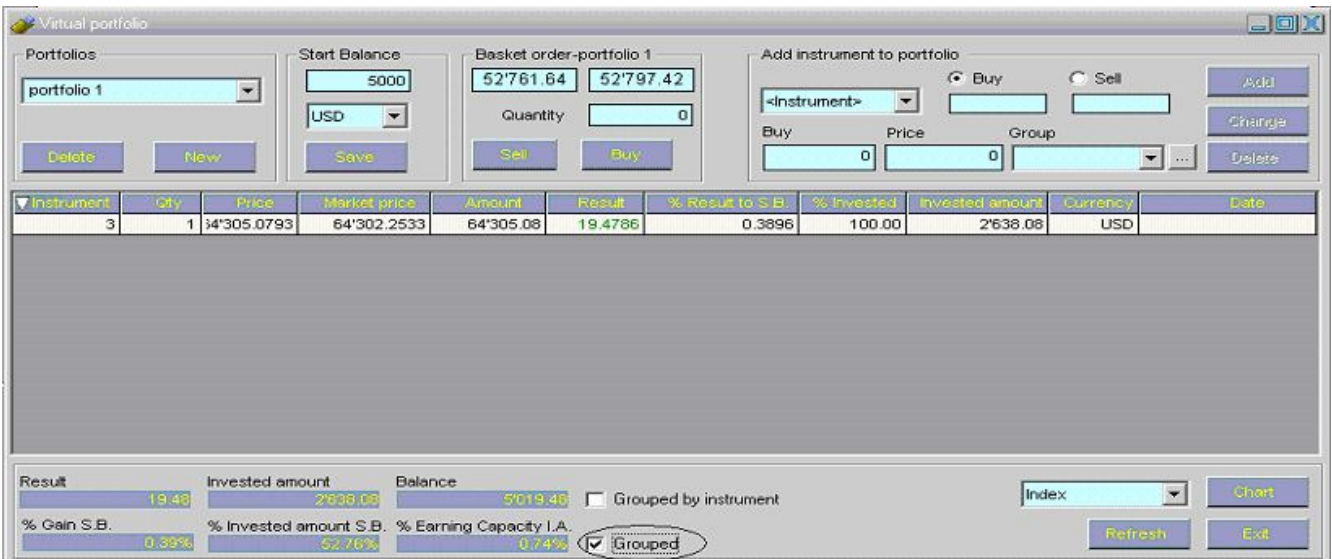 Virtual portfolio
Portfolios
portfolio 1
Delete New
Start Balance
5000
USD
Save
Basket order-portfolio 1
52'761.64 52'797.42
Quantity 0
Sell Buy
Add instrument to portfolio
<Instrument> Buy Sell
Buy Price Group
0 0 ...
Add
Change
Delete
Instrument Qty Price Market price Amount Result % Result to S.B. % Invested Invested amount Currency Date
3 1 64'305.0793 64'302.2533 64'305.08 19.4786 0.3896 100.00 2'638.08 USD
Result Invested amount Balance
19.48 2'638.08 5'019.48 Grouped by instrument
Index Chart
% Gain S.B. % Invested amount S.B. % Earning Capacity I.A.
0.39% 52.76% 0.74% Grouped
Refresh Exit